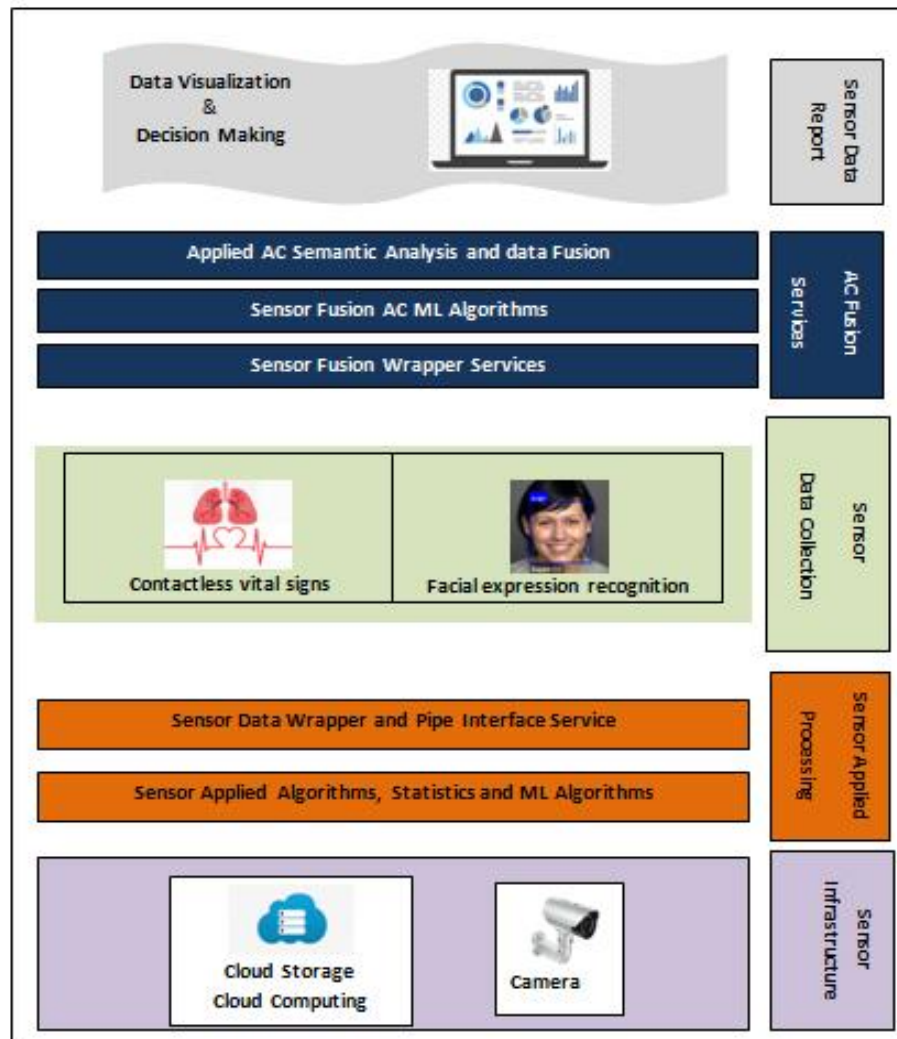 Data Visualization
&
Decision Making
Sensor Data
Report
Applied AC Semantic Analysis and data Fusion
Sensor Fusion AC ML Algorithms
Sensor Fusion Wrapper Services
AC Fusion
Services
Contactless vital signs
Facial expression recognition
Sensor
Data Collection
Sensor Data Wrapper and Pipe Interface Service
Sensor Applied Algorithms, Statistics and ML Algorithms
Sensor Applied
Processing
Cloud Storage
Cloud Computing
Camera
Sensor
Infrastructure